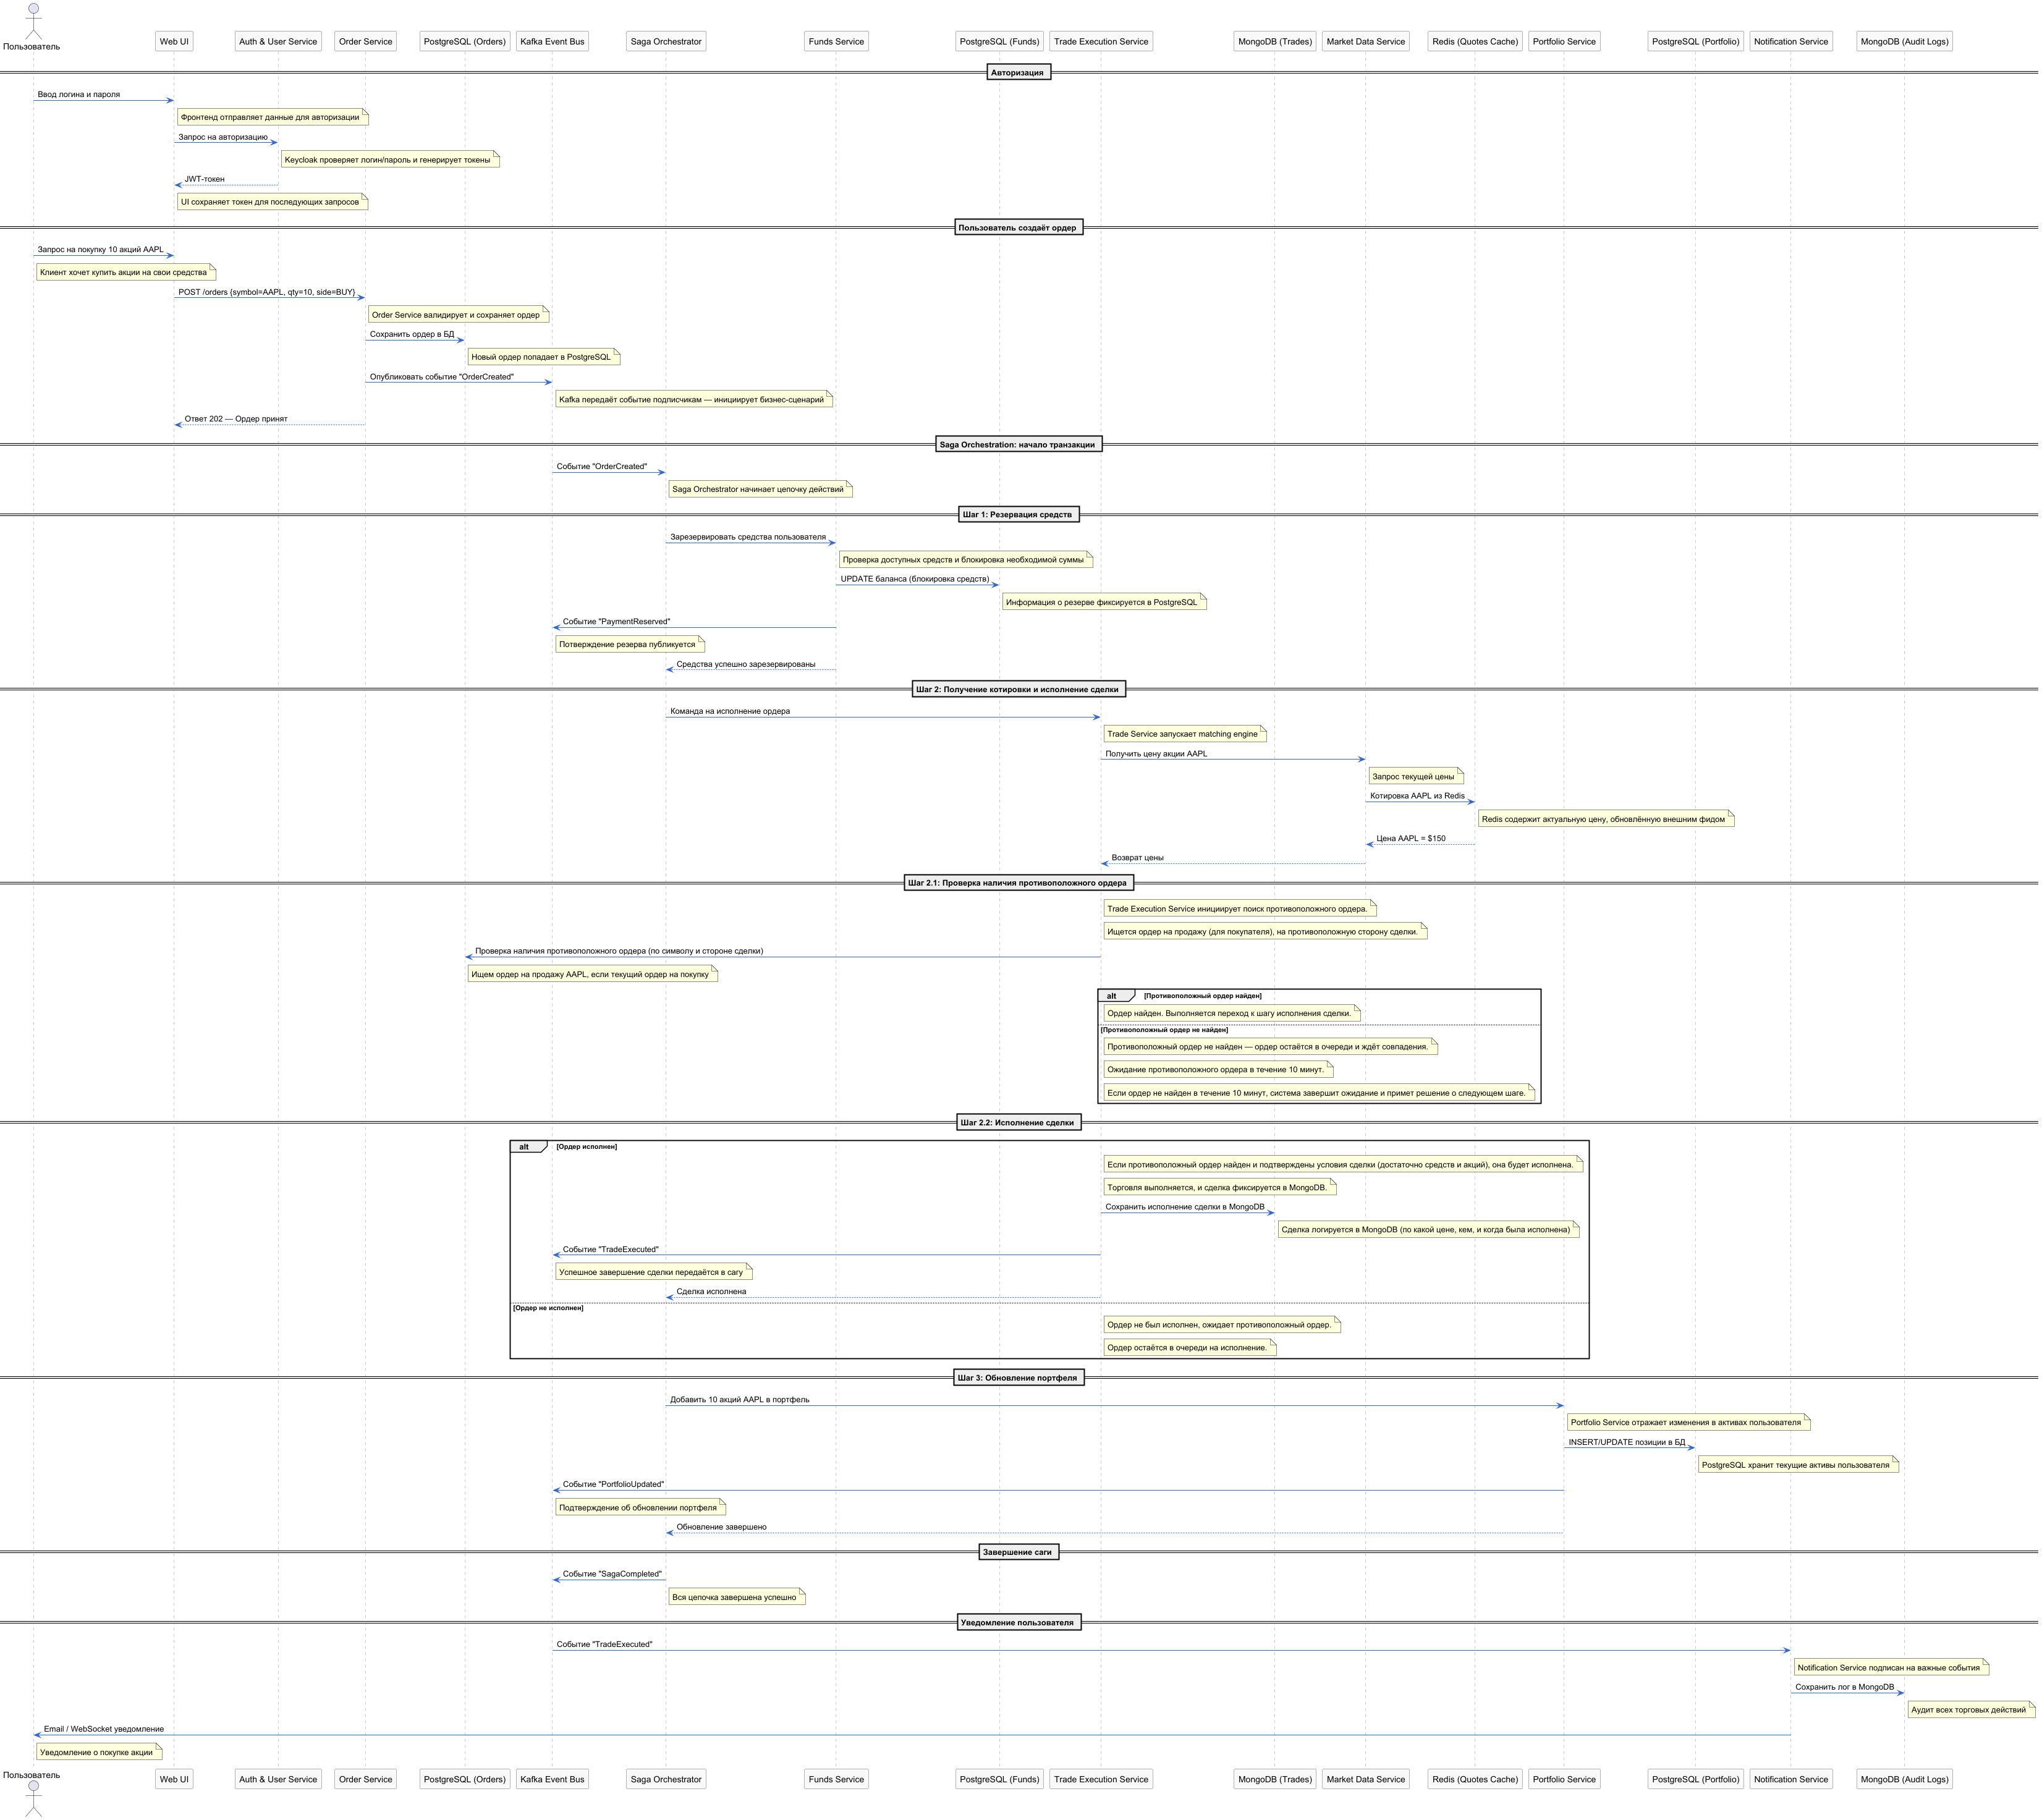 Пользователь
Web UI
Auth & User Service
Order Service
PostgreSQL (Orders)
Kafka Event Bus
Saga Orchestrator
Funds Service
PostgreSQL (Funds)
Trade Execution Service
MongoDB (Trades)
Market Data Service
Redis (Quotes Cache)
Portfolio Service
PostgreSQL (Portfolio)
Notification Service
MongoDB (Audit Logs)
Авторизация
Ввод логина и пароля
Фронтенд отправляет данные для авторизации
Запрос на авторизацию
Keycloak проверяет логин/пароль и генерирует токены
JWT-токен
UI сохраняет токен для последующих запросов
Пользователь создаёт ордер
Запрос на покупку 10 акций AAPL
Клиент хочет купить акции на свои средства
POST /orders {symbol=AAPL, qty=10, side=BUY}
Order Service валидирует и сохраняет ордер
Сохранить ордер в БД
Новый ордер попадает в PostgreSQL
Опубликовать событие "OrderCreated"
Kafka передаёт событие подписчикам — инициирует бизнес-сценарий
Ответ 202 — Ордер принят
Saga Orchestration: начало транзакции
Событие "OrderCreated"
Saga Orchestrator начинает цепочку действий
Шаг 1: Резервация средств
Зарезервировать средства пользователя
Проверка доступных средств и блокировка необходимой суммы
UPDATE баланса (блокировка средств)
Информация о резерве фиксируется в PostgreSQL
Событие "PaymentReserved"
Потверждение резерва публикуется
Средства успешно зарезервированы
Шаг 2: Получение котировки и исполнение сделки
Команда на исполнение ордера
Trade Service запускает matching engine
Получить цену акции AAPL
Запрос текущей цены
Котировка AAPL из Redis
Redis содержит актуальную цену, обновлённую внешним фидом
Цена AAPL = $150
Возврат цены
Шаг 2.1: Проверка наличия противоположного ордера
Trade Execution Service инициирует поиск противоположного ордера.
Ищется ордер на продажу (для покупателя), на противоположную сторону сделки.
Проверка наличия противоположного ордера (по символу и стороне сделки)
Ищем ордер на продажу AAPL, если текущий ордер на покупку
alt [Противоположный ордер найден]
Ордер найден. Выполняется переход к шагу исполнения сделки.
[Противоположный ордер не найден]
Противоположный ордер не найден — ордер остаётся в очереди и ждёт совпадения.
Ожидание противоположного ордера в течение 10 минут.
Если ордер не найден в течение 10 минут, система завершит ожидание и примет решение о следующем шаге.
Шаг 2.2: Исполнение сделки
alt [Ордер исполнен]
Если противоположный ордер найден и подтверждены условия сделки (достаточно средств и акций), она будет исполнена.
Торговля выполняется, и сделка фиксируется в MongoDB.
Сохранить исполнение сделки в MongoDB
Сделка логируется в MongoDB (по какой цене, кем, и когда была исполнена)
Событие "TradeExecuted"
Успешное завершение сделки передаётся в сагу
Сделка исполнена
[Ордер не исполнен]
Ордер не был исполнен, ожидает противоположный ордер.
Ордер остаётся в очереди на исполнение.
Шаг 3: Обновление портфеля
Добавить 10 акций AAPL в портфель
Portfolio Service отражает изменения в активах пользователя
INSERT/UPDATE позиции в БД
PostgreSQL хранит текущие активы пользователя
Событие "PortfolioUpdated"
Подтверждение об обновлении портфеля
Обновление завершено
Завершение саги
Событие "SagaCompleted"
Вся цепочка завершена успешно
Уведомление пользователя
Событие "TradeExecuted"
Notification Service подписан на важные события
Сохранить лог в MongoDB
Аудит всех торговых действий
Email / WebSocket уведомление
Уведомление о покупке акции
Пользователь
Web UI
Auth & User Service
Order Service
PostgreSQL (Orders)
Kafka Event Bus
Saga Orchestrator
Funds Service
PostgreSQL (Funds)
Trade Execution Service
MongoDB (Trades)
Market Data Service
Redis (Quotes Cache)
Portfolio Service
PostgreSQL (Portfolio)
Notification Service
MongoDB (Audit Logs)